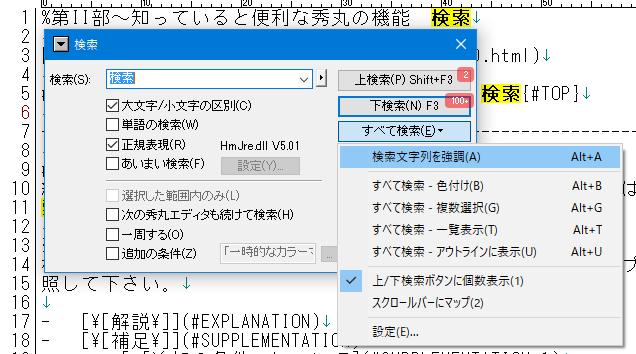 0 10 20 30 40 50
1 %第II部～知っていると便利な秀丸の機能 検索↓
2
3 0.html)↓
4
5 検索[#TOP]↓
6
7
8
9
10
11
12
13
14
15 照して下さい。↓
16 ↓
17 - [¥[解説¥]](#EXPLANATION)↓
18 - [¥[補足¥]](#SUPPLEMENTATION)↓
検索
検索(S): 検索
上検索(P) Shift+F3 2
下検索(N) F3 100+
すべて検索(E)
大文字/小文字の区別(C)
単語の検索(W)
正規表現(R) HmJre.dll V5.01
あいまい検索(F) 設定(Y)...
選択した範囲内のみ(L)
次の秀丸エディタも続けて検索(H)
一周する(O)
追加の条件(Z) 「一時的なカラーマ ...
検索文字列を強調(A) Alt+A
すべて検索 - 色付け(B) Alt+B
すべて検索 - 複数選択(G) Alt+G
すべて検索 - 一覧表示(T) Alt+T
すべて検索 - アウトラインに表示(U) Alt+U
上/下検索ボタンに個数表示(1)
スクロールバーにマップ(2)
設定(E)...